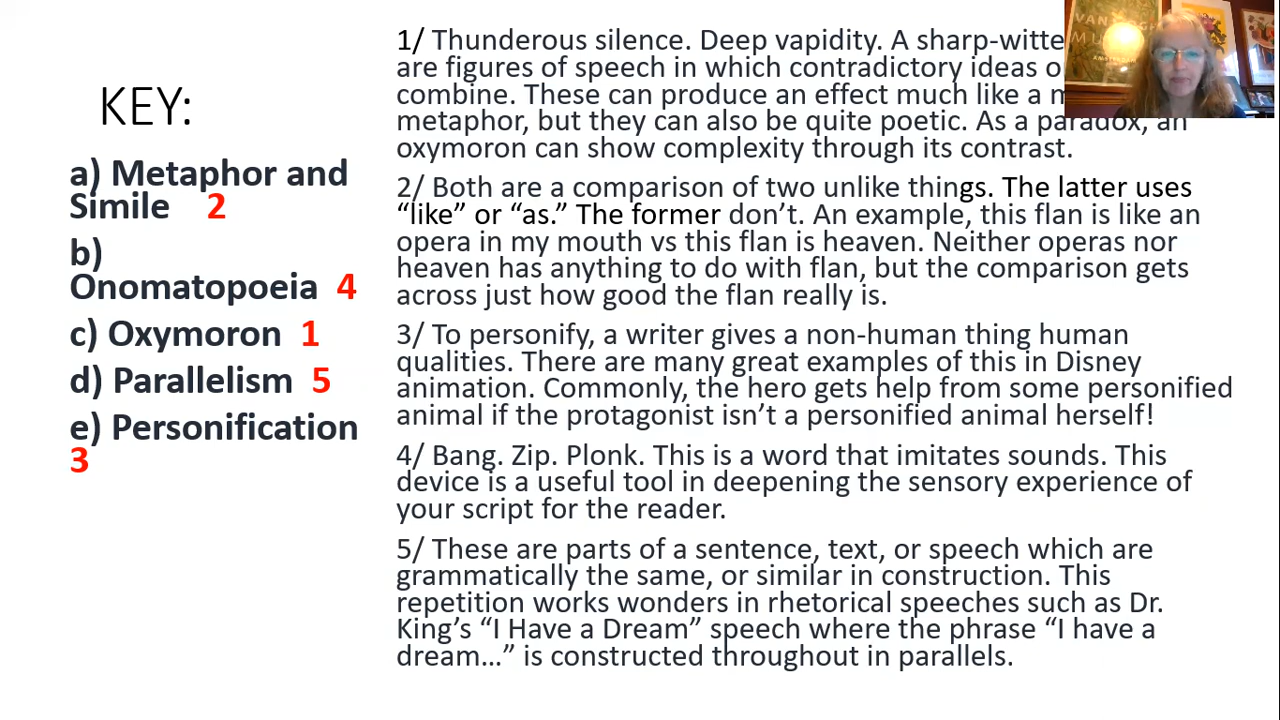 KEY:
a) Metaphor and
Simile 2
b)
Onomatopoeia 4
c) Oxymoron 1
d) Parallelism 5
e) Personification
3
1/ Thunderous silence. Deep vapidity. A sharp-witte
are figures of speech in which contradictory ideas o
combine. These can produce an effect much like a m
metaphor, but they can also be quite poetic. As a paradox, an
oxymoron can show complexity through its contrast.
2/ Both are a comparison of two unlike things. The latter uses
“like” or “as.” The former don’t. An example, this flan is like an
opera in my mouth vs this flan is heaven. Neither operas nor
heaven has anything to do with flan, but the comparison gets
across just how good the flan really is.
3/ To personify, a writer gives a non-human thing human
qualities. There are many great examples of this in Disney
animation. Commonly, the hero gets help from some personified
animal if the protagonist isn’t a personified animal herself!
4/ Bang. Zip. Plonk. This is a word that imitates sounds. This
device is a useful tool in deepening the sensory experience of
your script for the reader.
5/ These are parts of a sentence, text, or speech which are
grammatically the same, or similar in construction. This
repetition works wonders in rhetorical speeches such as Dr.
King’s “I Have a Dream” speech where the phrase “I have a
dream…” is constructed throughout in parallels.